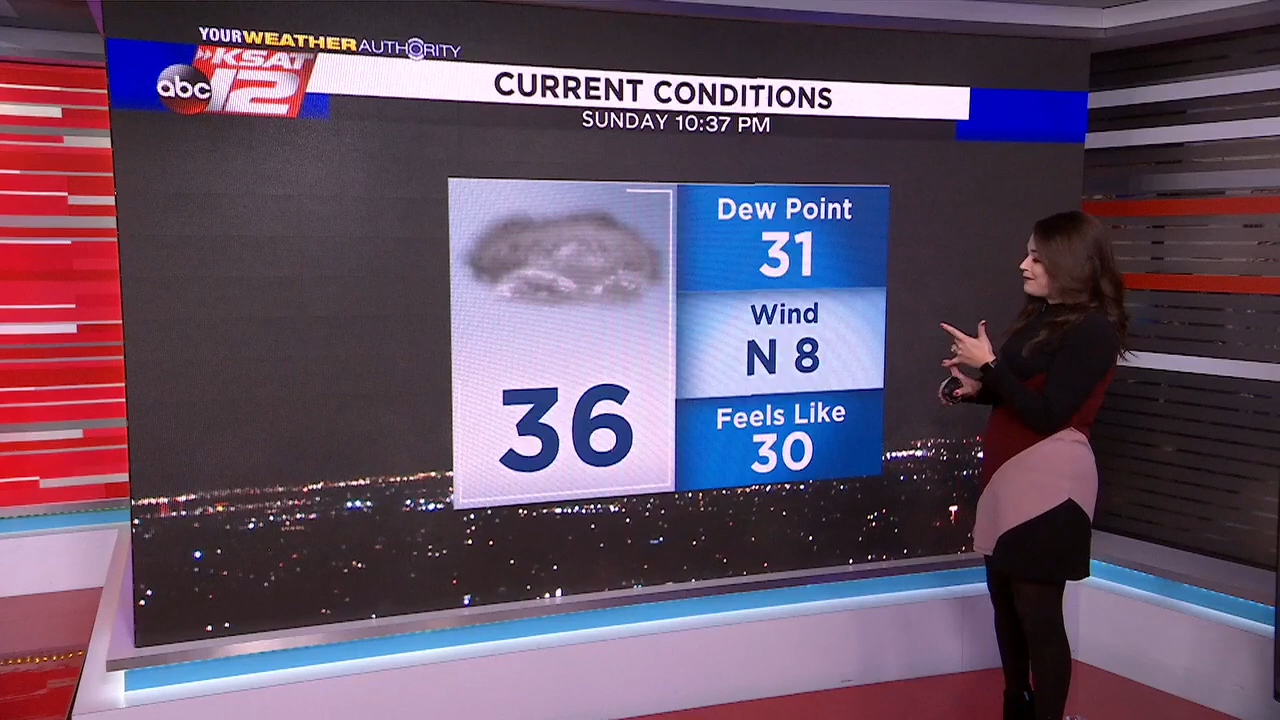 YOUR WEATHER AUTHORITY
KSAT
abc 12
CURRENT CONDITIONS
SUNDAY 10:37 PM
Dew Point
31
Wind
N 8
36
Feels Like
30